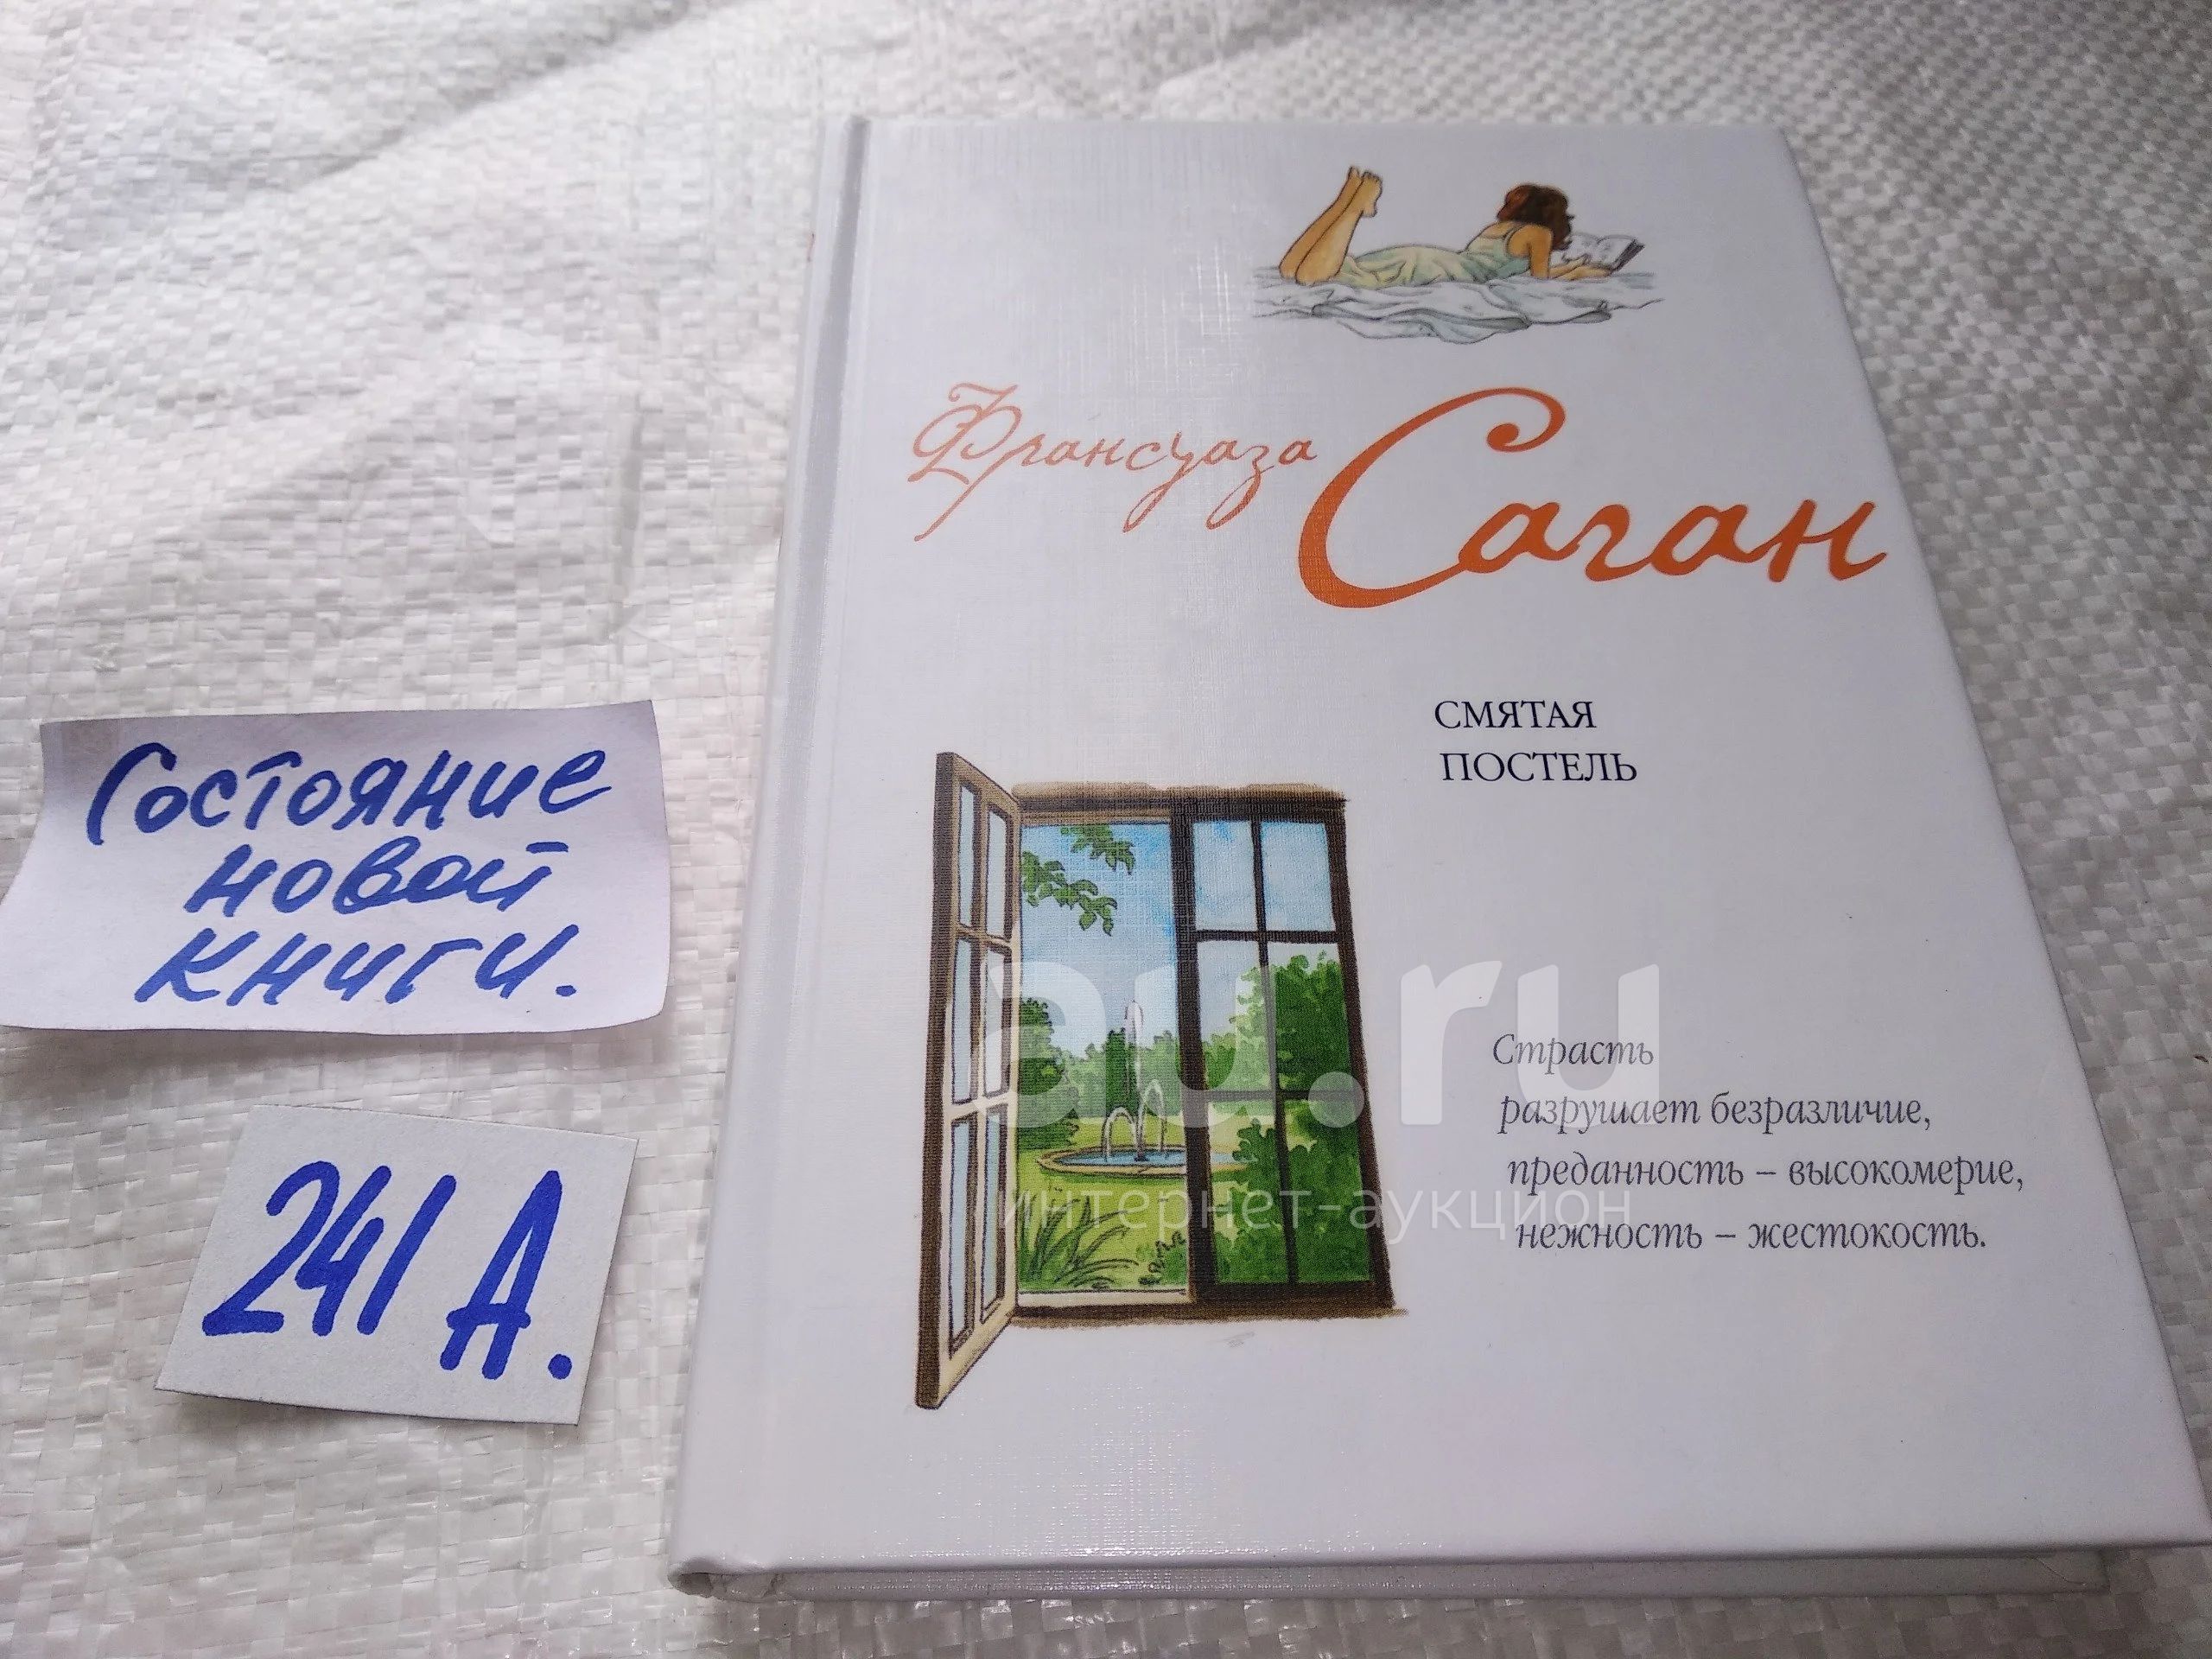 Франсуаза Саган
СМЯТАЯ
ПОСТЕЛЬ
Страсть
разрушает безразличие,
преданность – высокомерие,
нежность – жестокость.
Состояние
новой
книги.
241 А.
au.ru
интернет-аукцион